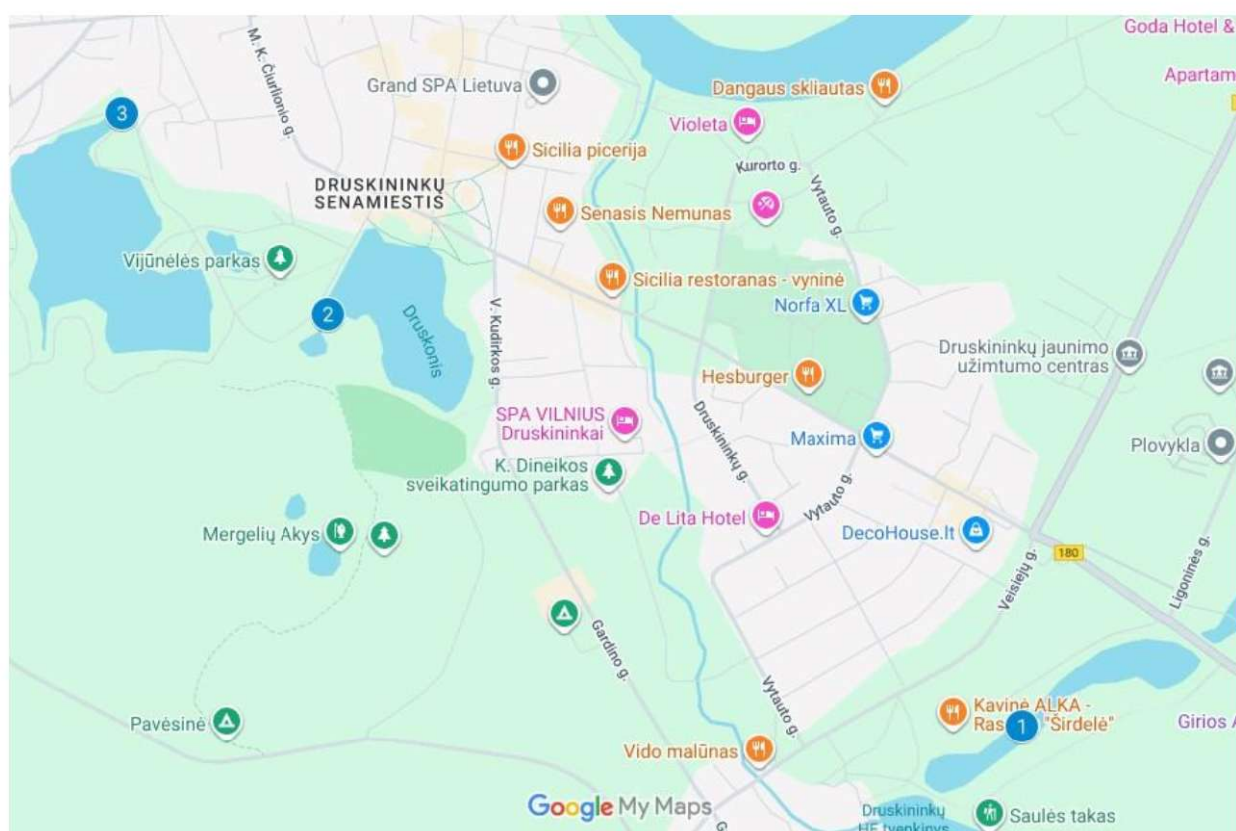 Goda Hotel &
M. K. Čiurlionio g.
Grand SPA Lietuva
Dangaus skliautas
Apartam
3
Violeta
Sicilia picerija
Kurorto g.
DRUSKININKŲ
SENAMIESTIS
Vytauto g.
Senasis Nemunas
Vijūnėlės parkas
Sicilia restoranas - vyninė
Norfa XL
2
Druskonis
V. Kudirkos g.
Druskininkų jaunimo
užimtumo centras
Hesburger
SPA VILNIUS
Druskininkai
Druskininkų g.
Maxima
Plovykla
K. Dineikos
sveikatingumo parkas
Vytauto g.
De Lita Hotel
Mergelių Akys
DecoHouse.lt
180
Veisiejų g.
Ligoninės g.
Gardino g.
Vytauto g.
Pavėsinė
Kavinė ALKA -
Ras "Širdelė"
1
Girios A
Vido malūnas
Google My Maps
Druskininkų
HE tvenkinys
Saulės takas
G